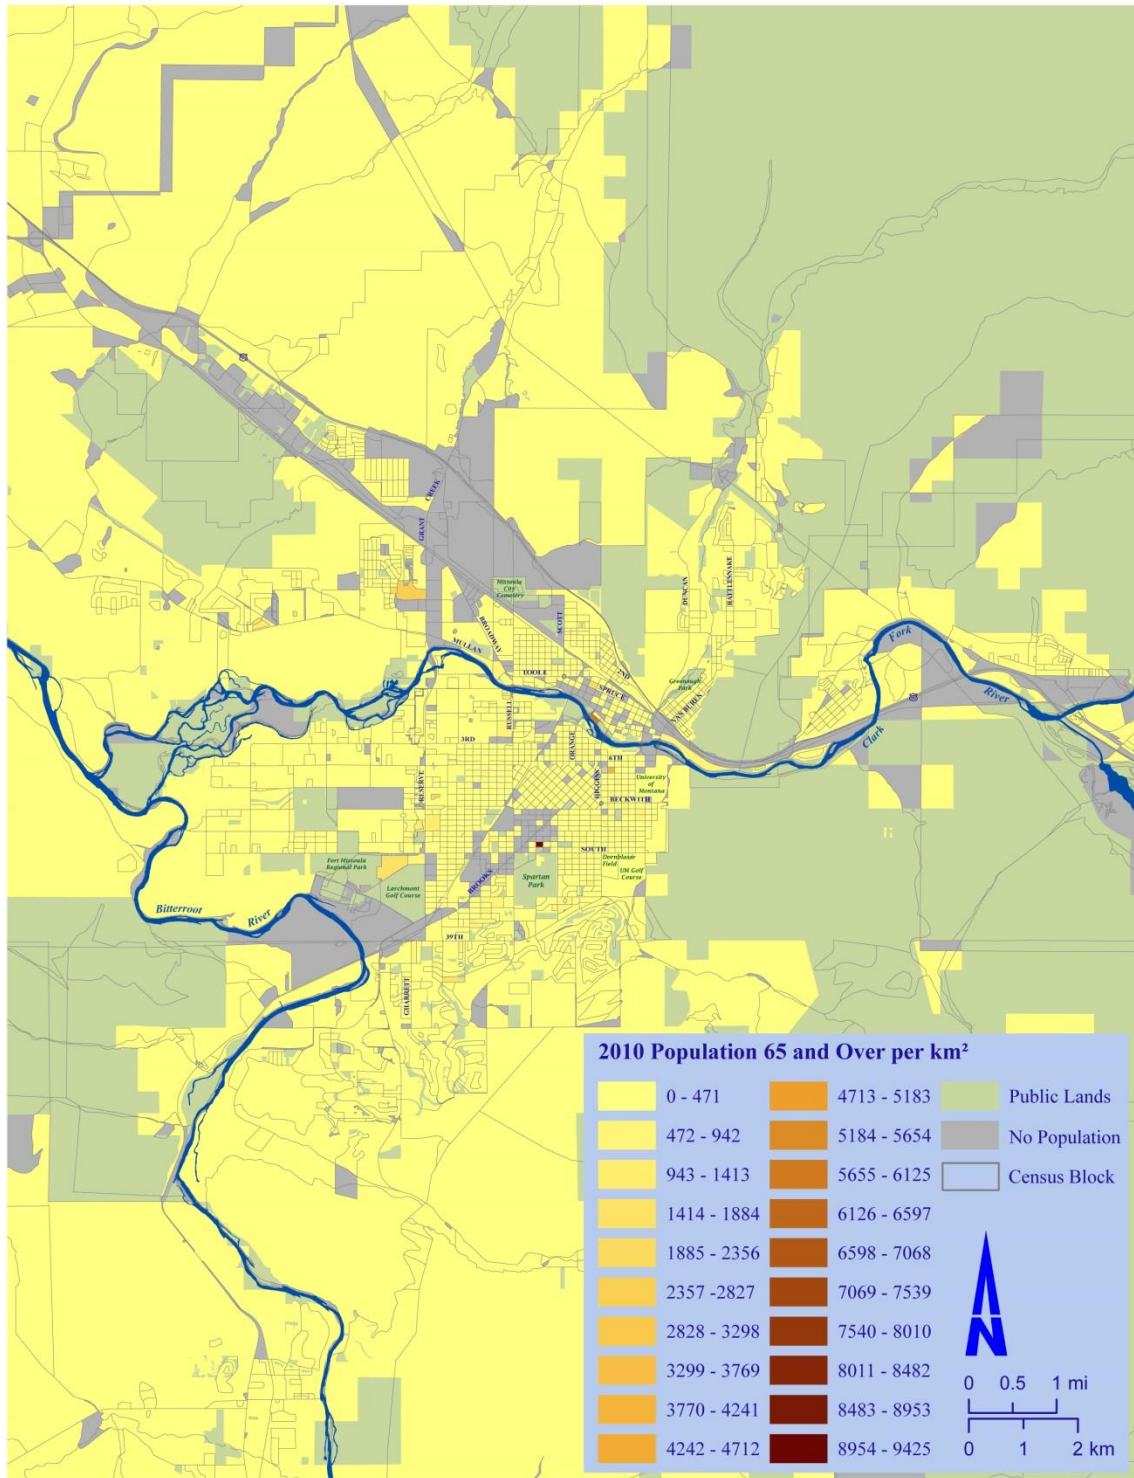 GRANT CREEK
Missoula
City
Cemetery
SCOTT
BROADWAY
MULLAN
TOOLE
2ND
SPRUCE
DUNCAN
RATTLESNAKE
Greenough
Park
VAN BUREN
Clark
Fork
River
RUSSELL
3RD
ORANGE
6TH
HIGGINS
University
of
Montana
BECKWITH
RESERVE
SOUTH
Dornblaser
Field
UM Golf
Course
Fort Missoula
Regional Park
Larchmont
Golf Course
BROOKS
Spartan
Park
Bitterroot
River
39TH
GHARRETT
2010 Population 65 and Over per km²
0 - 471
472 - 942
943 - 1413
1414 - 1884
1885 - 2356
2357 -2827
2828 - 3298
3299 - 3769
3770 - 4241
4242 - 4712
4713 - 5183
5184 - 5654
5655 - 6125
6126 - 6597
6598 - 7068
7069 - 7539
7540 - 8010
8011 - 8482
8483 - 8953
8954 - 9425
Public Lands
No Population
Census Block
N
0 0.5 1 mi
0 1 2 km